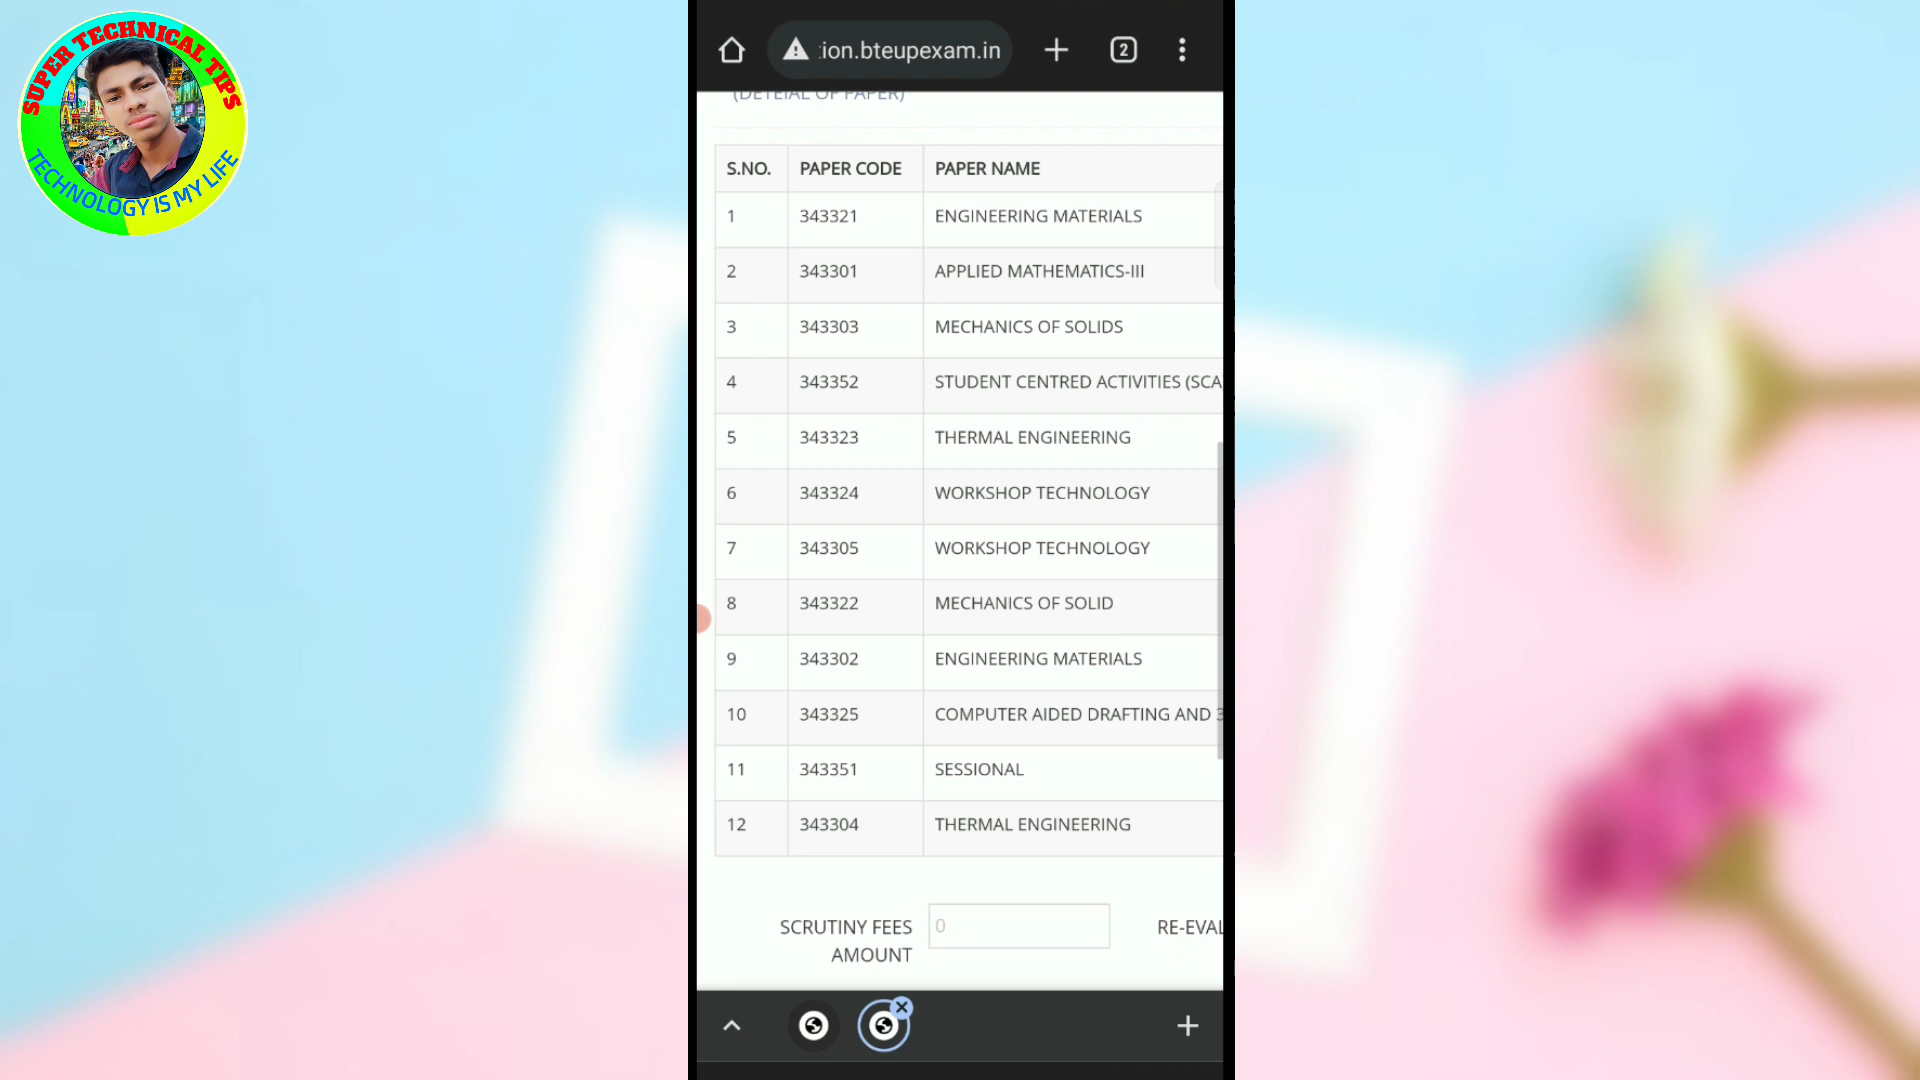 SUPER TECHNICAL TIPS
TECHNOLOGY IS MY LIFE
:ion.bteupexam.in
2
(DETEIAL OF PAPER)
S.NO. PAPER CODE PAPER NAME
1 343321 ENGINEERING MATERIALS
2 343301 APPLIED MATHEMATICS-III
3 343303 MECHANICS OF SOLIDS
4 343352 STUDENT CENTRED ACTIVITIES (SCA
5 343323 THERMAL ENGINEERING
6 343324 WORKSHOP TECHNOLOGY
7 343305 WORKSHOP TECHNOLOGY
8 343322 MECHANICS OF SOLID
9 343302 ENGINEERING MATERIALS
10 343325 COMPUTER AIDED DRAFTING AND 3
11 343351 SESSIONAL
12 343304 THERMAL ENGINEERING
SCRUTINY FEES 0 RE-EVAL
AMOUNT